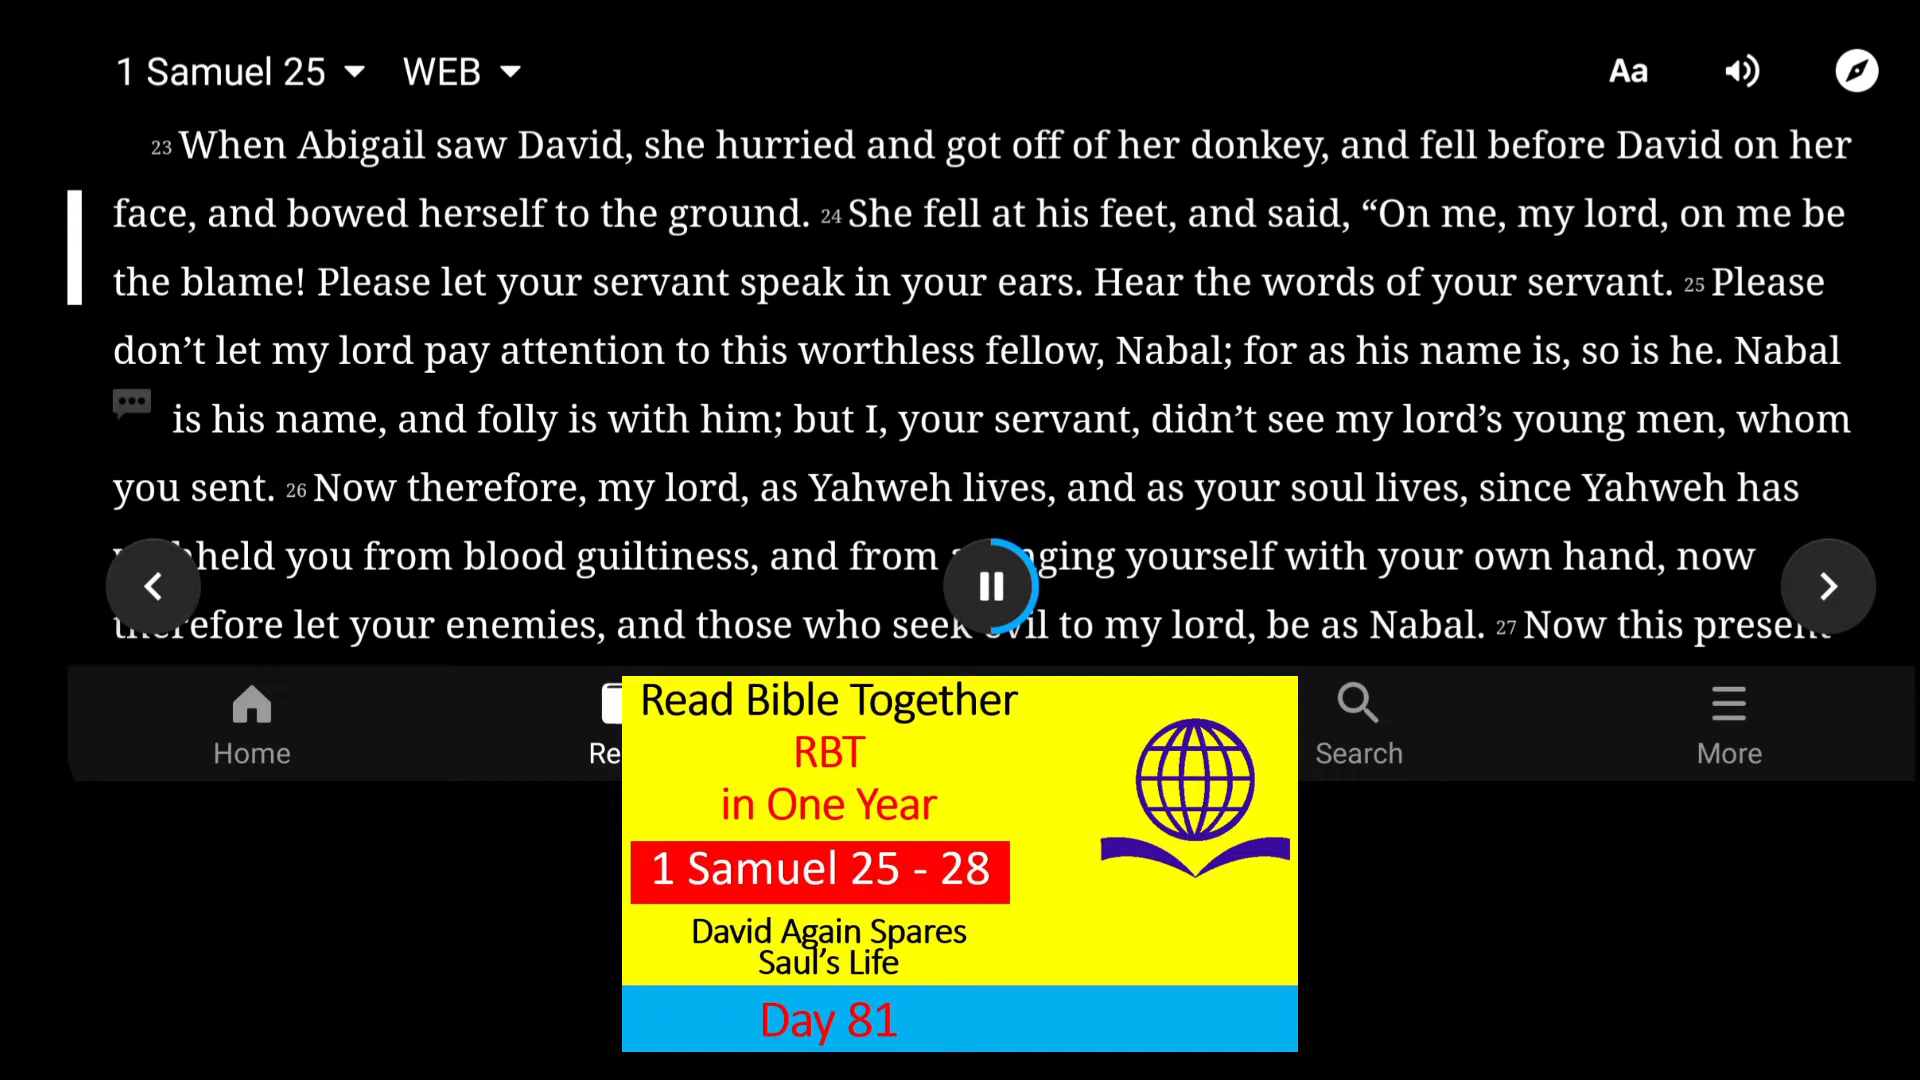 1 Samuel 25 WEB Aa
23 When Abigail saw David, she hurried and got off of her donkey, and fell before David on her
face, and bowed herself to the ground. 24 She fell at his feet, and said, “On me, my lord, on me be
the blame! Please let your servant speak in your ears. Hear the words of your servant. 25 Please
don’t let my lord pay attention to this worthless fellow, Nabal; for as his name is, so is he. Nabal
is his name, and folly is with him; but I, your servant, didn’t see my lord’s young men, whom
you sent. 26 Now therefore, my lord, as Yahweh lives, and as your soul lives, since Yahweh has
held you from blood guiltiness, and from yourself with your own hand, now
therefore let your enemies, and those who seek evil to my lord, be as Nabal. 27 Now this present
Home Re Search More
Read Bible Together
RBT
in One Year
1 Samuel 25 - 28
David Again Spares
Saul’s Life
Day 81